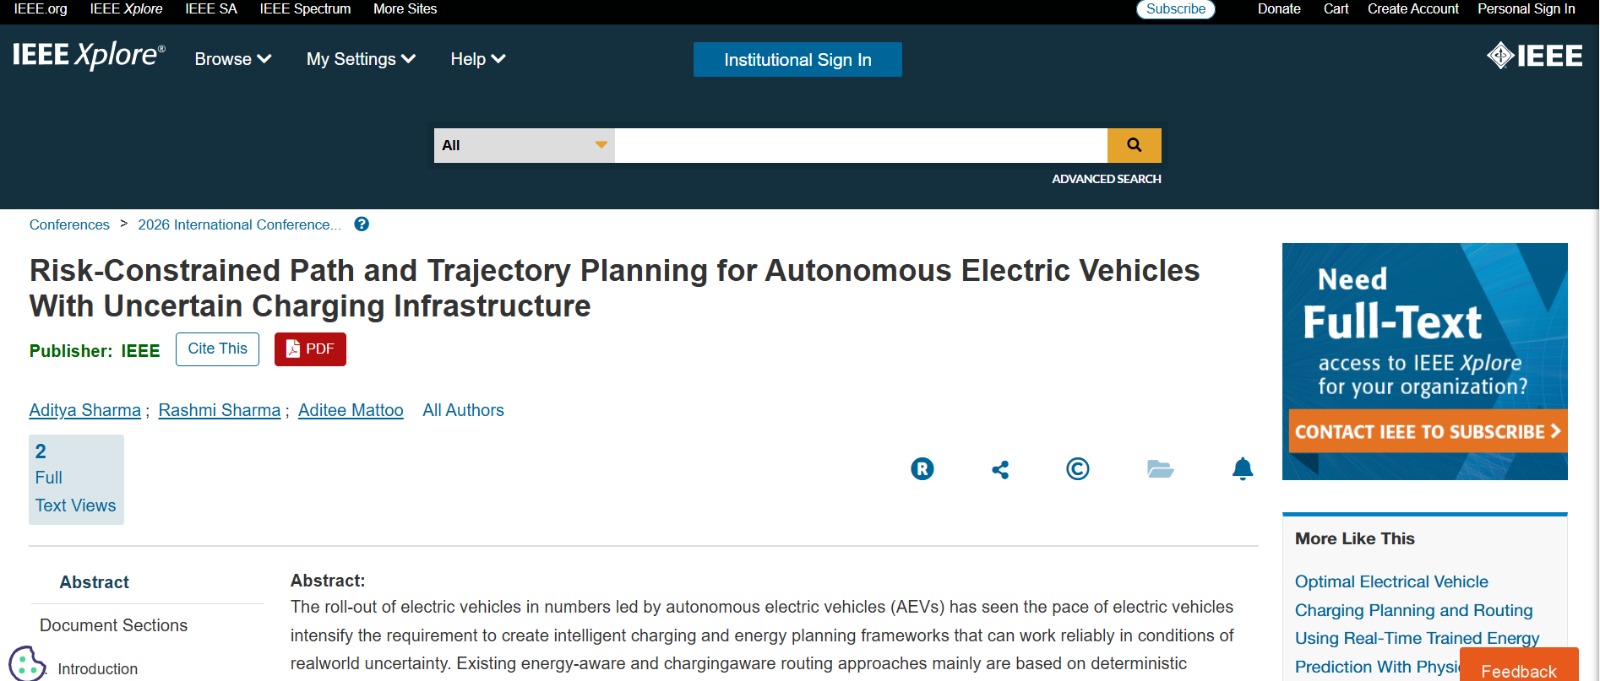 IEEE.org IEEE Xplore IEEE SA IEEE Spectrum More Sites Subscribe Donate Cart Create Account Personal Sign In
IEEE Xplore® Browse My Settings Help Institutional Sign In IEEE
All
ADVANCED SEARCH
Conferences > 2026 International Conference... ?
Risk-Constrained Path and Trajectory Planning for Autonomous Electric Vehicles
With Uncertain Charging Infrastructure
Publisher: IEEE Cite This PDF
Aditya Sharma ; Rashmi Sharma ; Aditee Mattoo All Authors
2
Full
Text Views
R ©
Abstract
Document Sections
Introduction
Abstract:
The roll-out of electric vehicles in numbers led by autonomous electric vehicles (AEVs) has seen the pace of electric vehicles
intensify the requirement to create intelligent charging and energy planning frameworks that can work reliably in conditions of
realworld uncertainty. Existing energy-aware and chargingaware routing approaches mainly are based on deterministic
Need
Full-Text
access to IEEE Xplore
for your organization?
CONTACT IEEE TO SUBSCRIBE >
More Like This
Optimal Electrical Vehicle
Charging Planning and Routing
Using Real-Time Trained Energy
Prediction With
Feedback